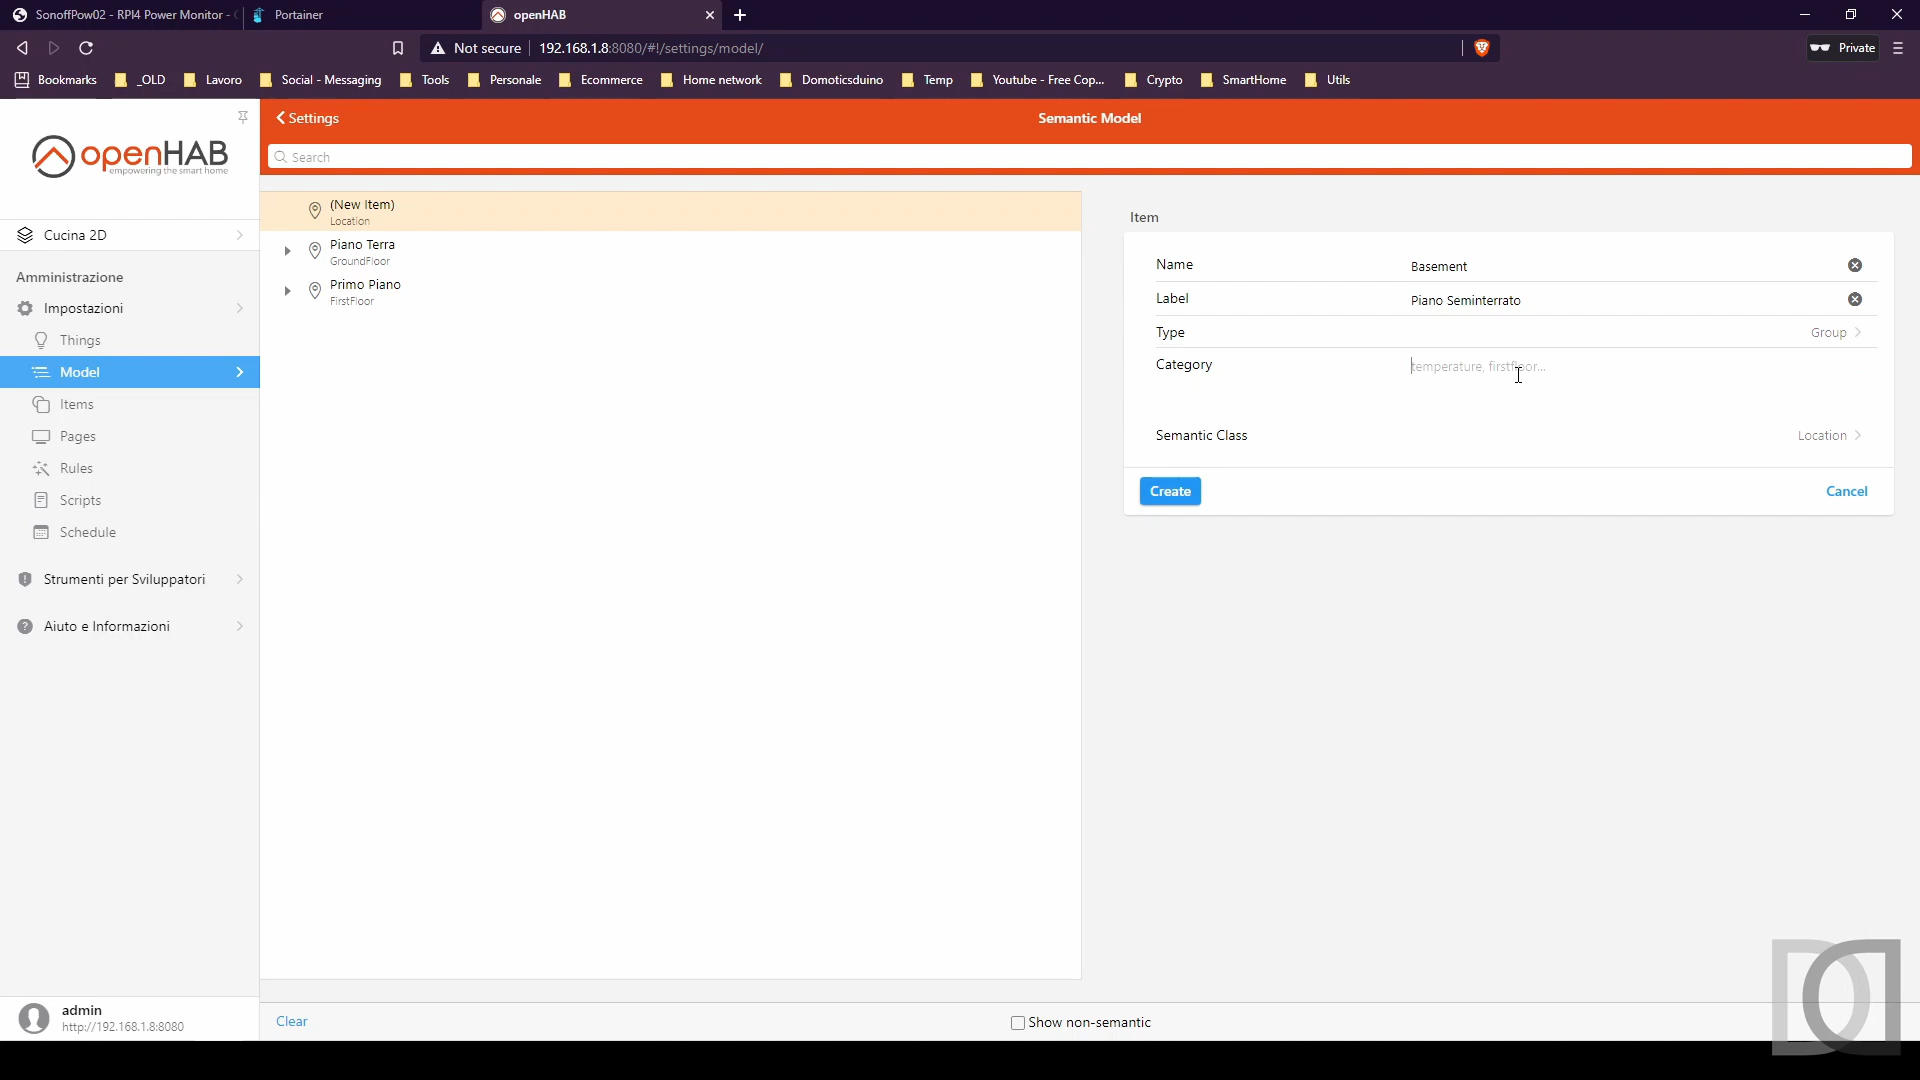 SonoffPow02 - RPI4 Power Monitor -
Portainer
openHAB
Not secure
192.168.1.8:8080/#!/settings/model/
Private
Bookmarks
_OLD
Lavoro
Social - Messaging
Tools
Personale
Ecommerce
Home network
Domoticsduino
Temp
Youtube - Free Cop...
Crypto
SmartHome
Utils
openHAB
empowering the smart home
Cucina 2D
Amministrazione
Impostazioni
Things
Model
Items
Pages
Rules
Scripts
Schedule
Strumenti per Sviluppatori
Aiuto e Informazioni
admin
http://192.168.1.8:8080
Settings
Semantic Model
Search
(New Item)
Location
Piano Terra
GroundFloor
Primo Piano
FirstFloor
Clear
Show non-semantic
Item
Name Basement
Label Piano Seminterrato
Type Group
Category temperature, firstfloor...
Semantic Class Location
Create Cancel